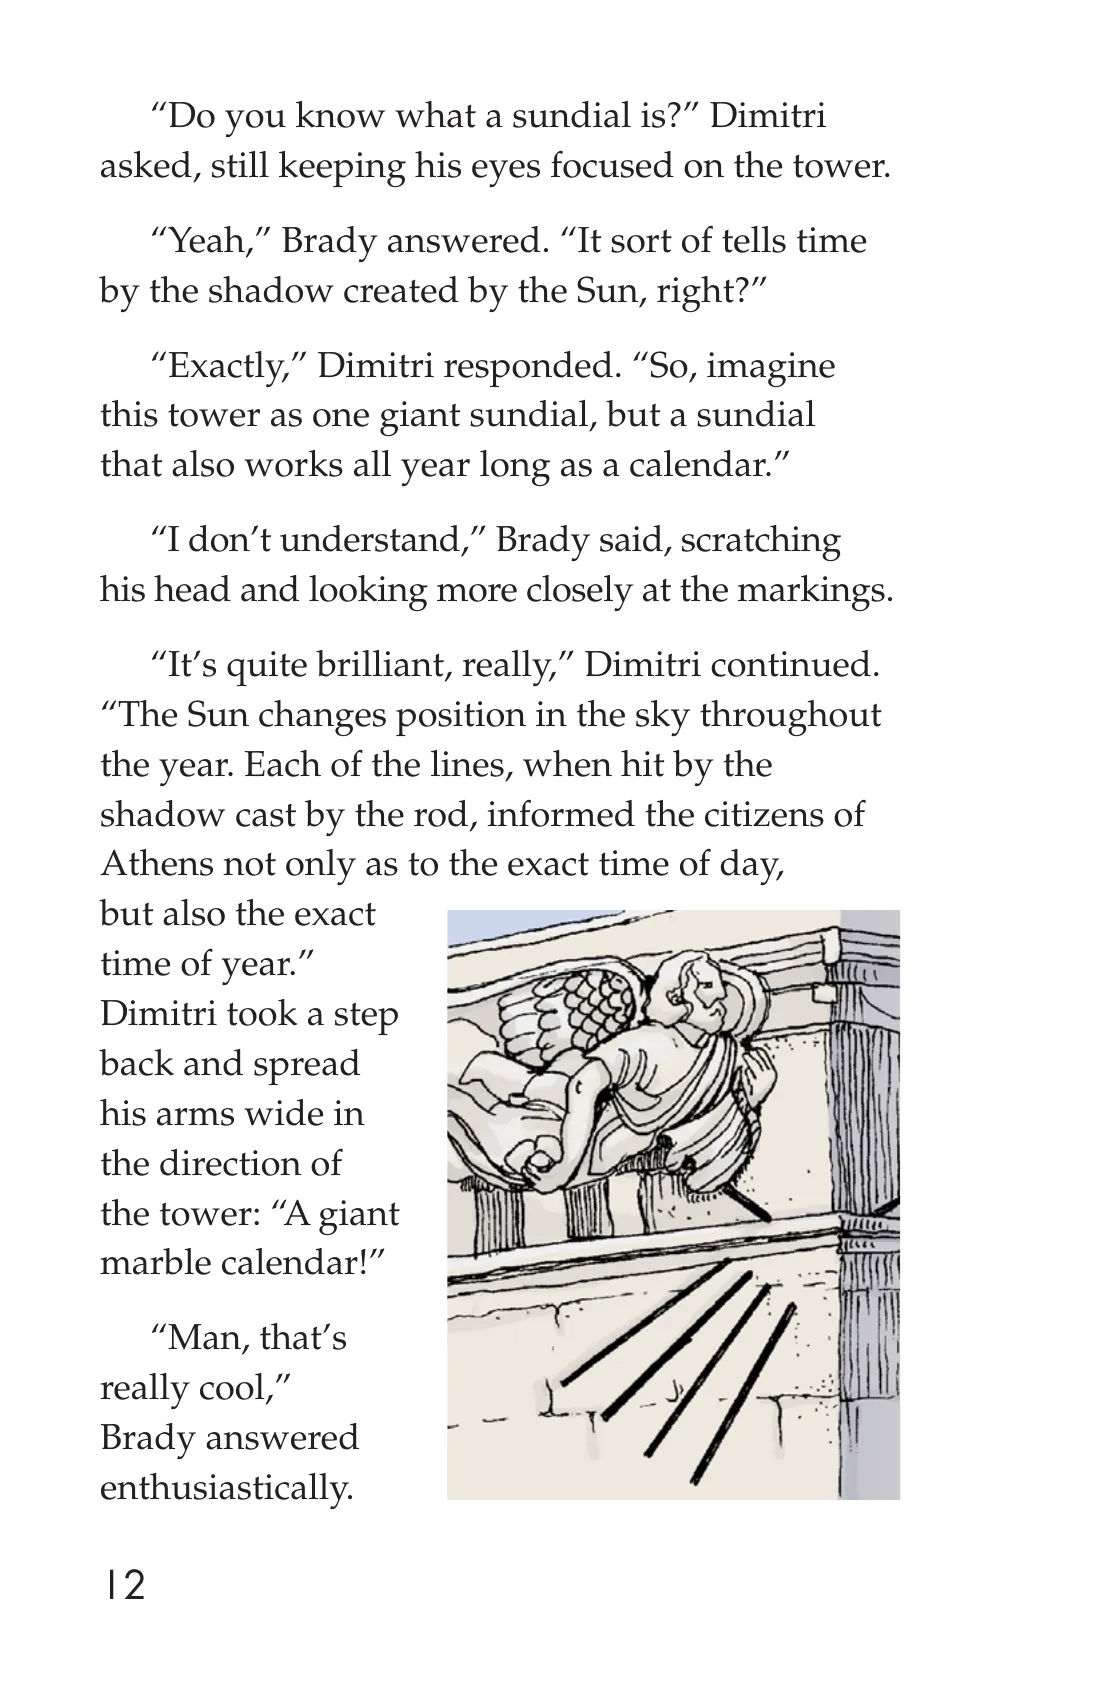 “Do you know what a sundial is?” Dimitri
asked, still keeping his eyes focused on the tower.
“Yeah,” Brady answered. “It sort of tells time
by the shadow created by the Sun, right?”
“Exactly,” Dimitri responded. “So, imagine
this tower as one giant sundial, but a sundial
that also works all year long as a calendar.”
“I don’t understand,” Brady said, scratching
his head and looking more closely at the markings.
“It’s quite brilliant, really,” Dimitri continued.
“The Sun changes position in the sky throughout
the year. Each of the lines, when hit by the
shadow cast by the rod, informed the citizens of
Athens not only as to the exact time of day,
but also the exact
time of year.”
Dimitri took a step
back and spread
his arms wide in
the direction of
the tower: “A giant
marble calendar!”
“Man, that’s
really cool,”
Brady answered
enthusiastically.
12